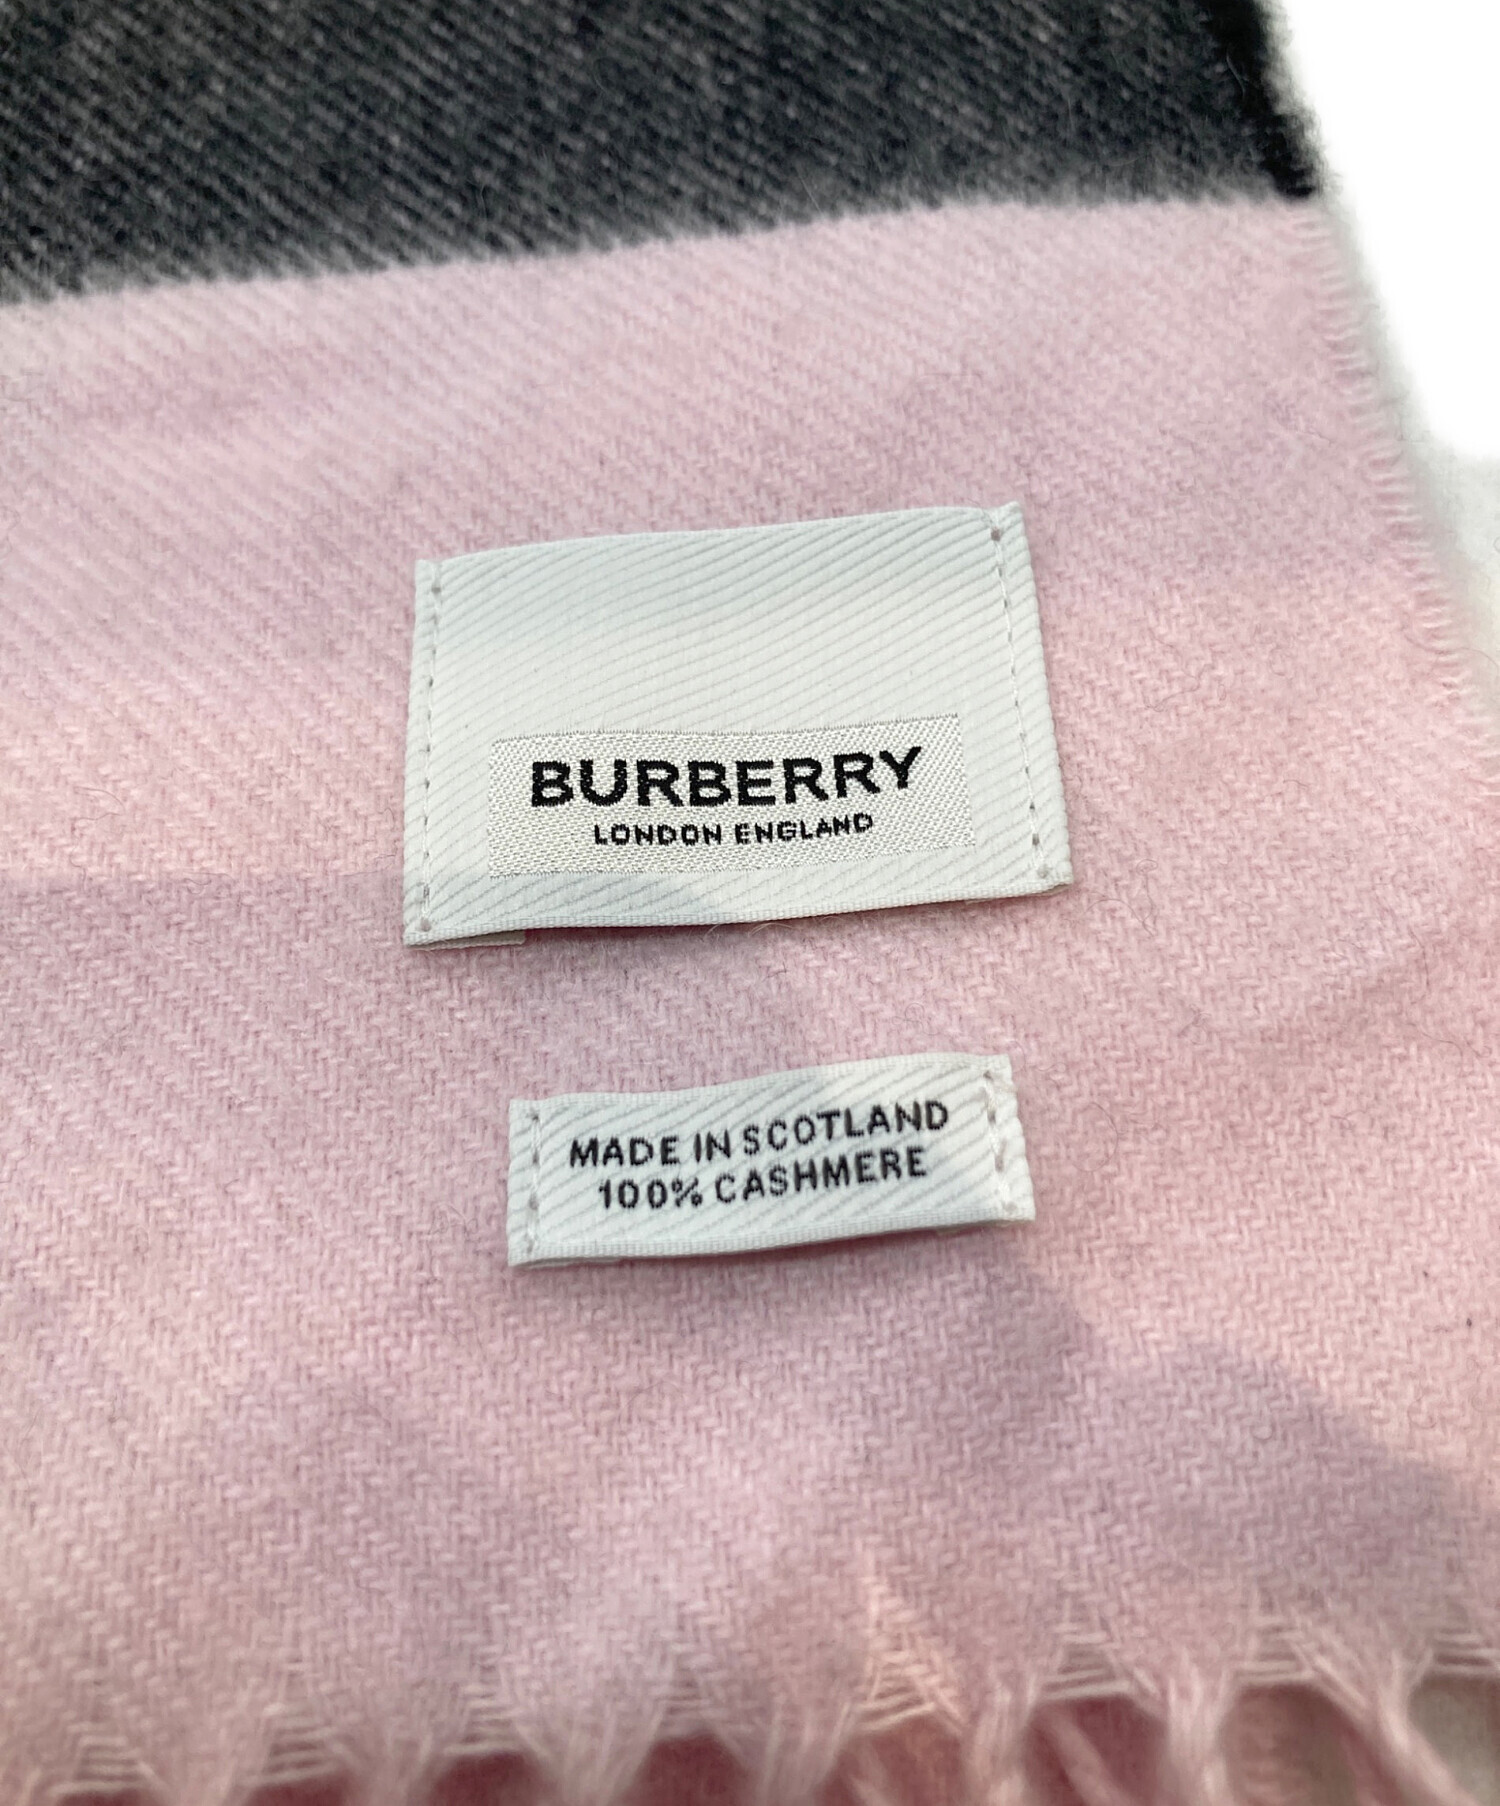 BURBERRY
LONDON ENGLAND
MADE IN SCOTLAND
100% CASHMERE